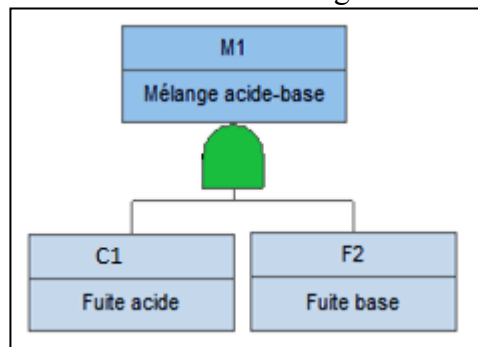 M1
Mélange acide-base
C1
Fuite acide
F2
Fuite base